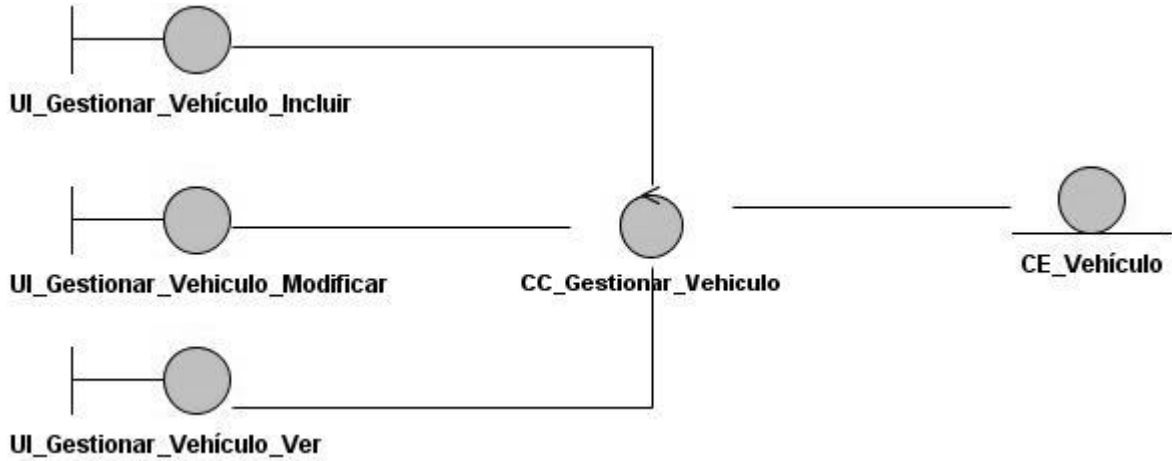 UI_Gestionar_Vehículo_Incluir
UI_Gestionar_Vehiculo_Modificar
CC_Gestionar_Vehiculo
CE_Vehículo
UI_Gestionar_Vehículo_Ver